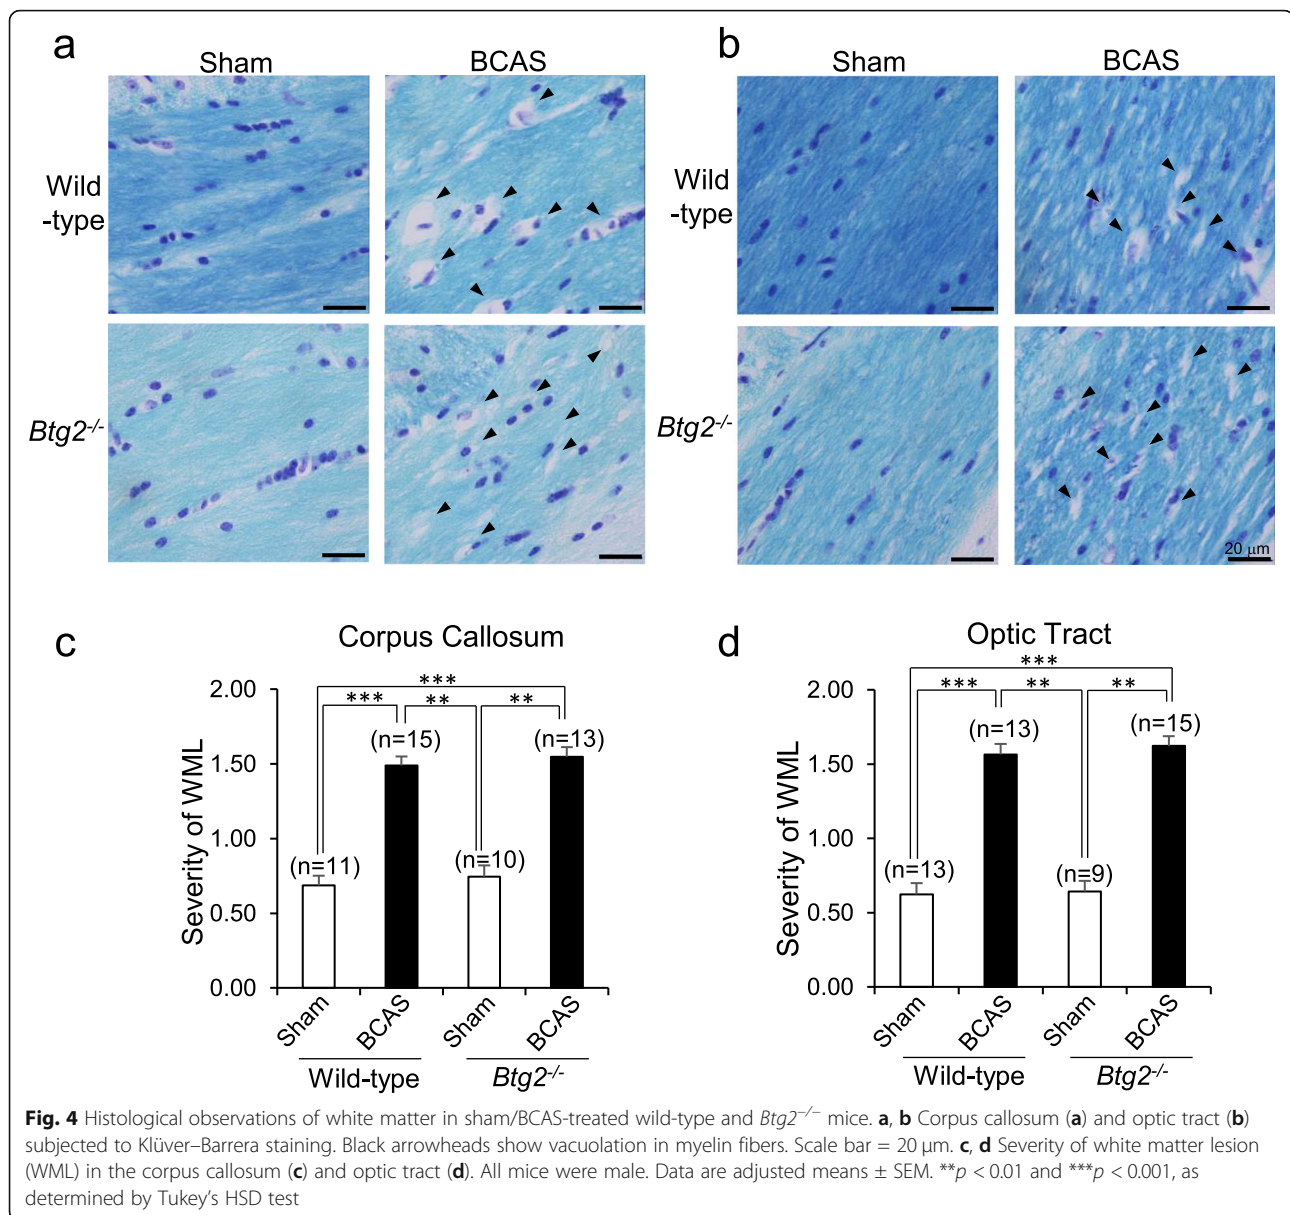 a
Sham
BCAS
Wild
-type
Btg2-/-
b
Sham
BCAS
Wild
-type
Btg2-/-
20 µm
c
Corpus Callosum
Severity of WML
2.00
1.50
1.00
0.50
0.00
***
*** ** **
(n=11)
(n=15)
(n=10)
(n=13)
Sham
BCAS
Sham
BCAS
Wild-type
Btg2-/-
d
Optic Tract
Severity of WML
2.00
1.50
1.00
0.50
0.00
***
*** ** **
(n=13)
(n=13)
(n=9)
(n=15)
Sham
BCAS
Sham
BCAS
Wild-type
Btg2-/-
Fig. 4 Histological observations of white matter in sham/BCAS-treated wild-type and Btg2−/− mice. a, b Corpus callosum (a) and optic tract (b)
subjected to Klüver–Barrera staining. Black arrowheads show vacuolation in myelin fibers. Scale bar = 20 µm. c, d Severity of white matter lesion
(WML) in the corpus callosum (c) and optic tract (d). All mice were male. Data are adjusted means ± SEM. **p < 0.01 and ***p < 0.001, as
determined by Tukey's HSD test